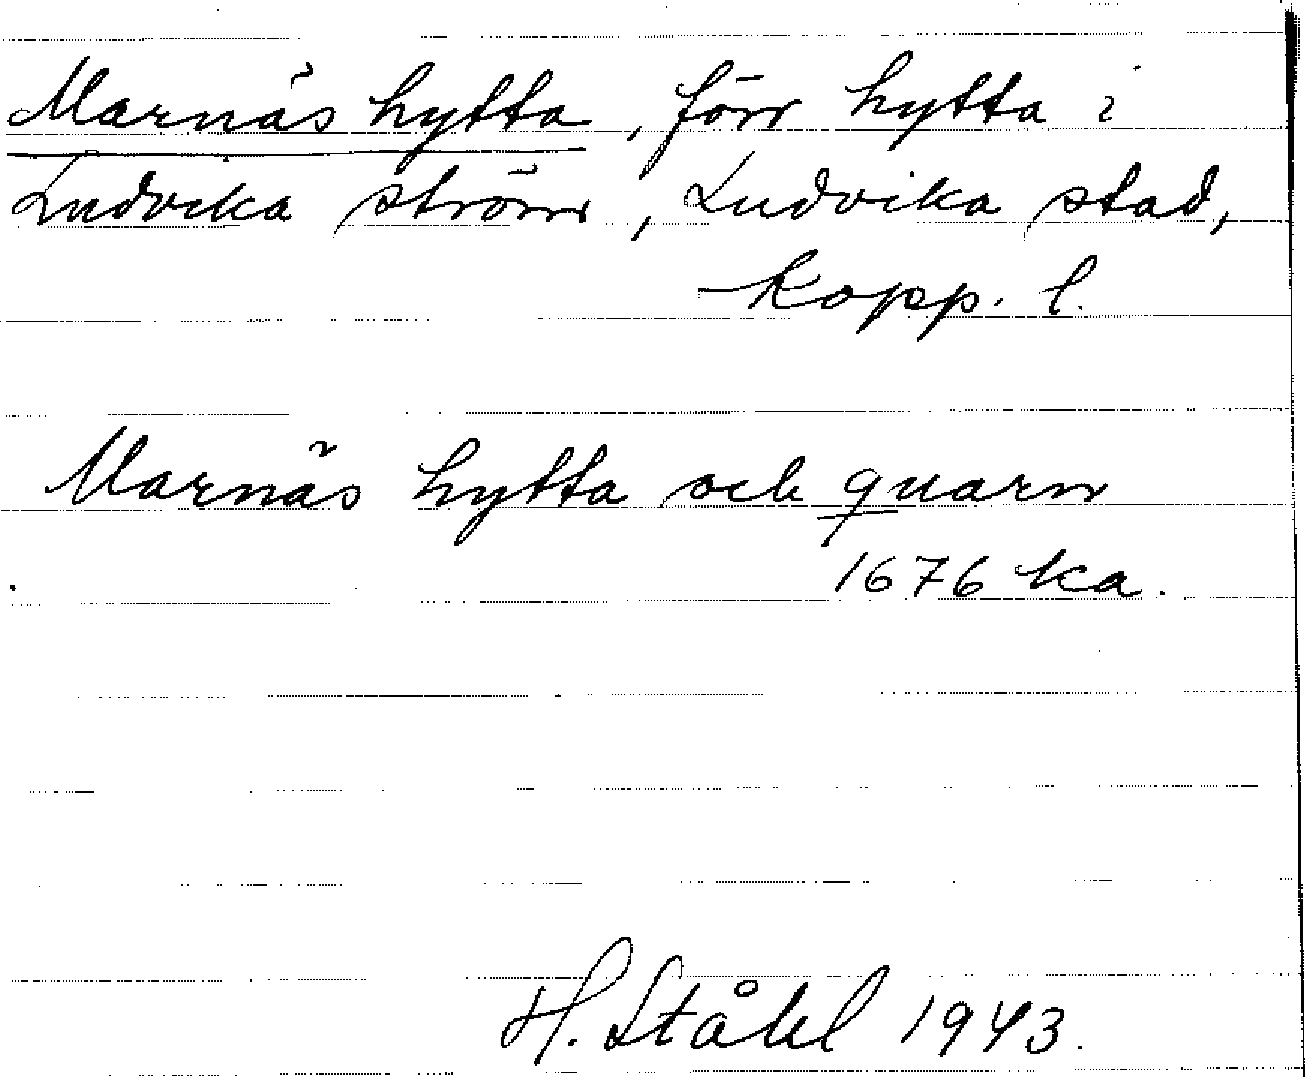 Marnäs hytta, förr hytta i
Ludvika ström, Ludvika stad,
Kopp. l.
Marnäs hytta och quarn
1676 ka.
H. Ståhl 1943.